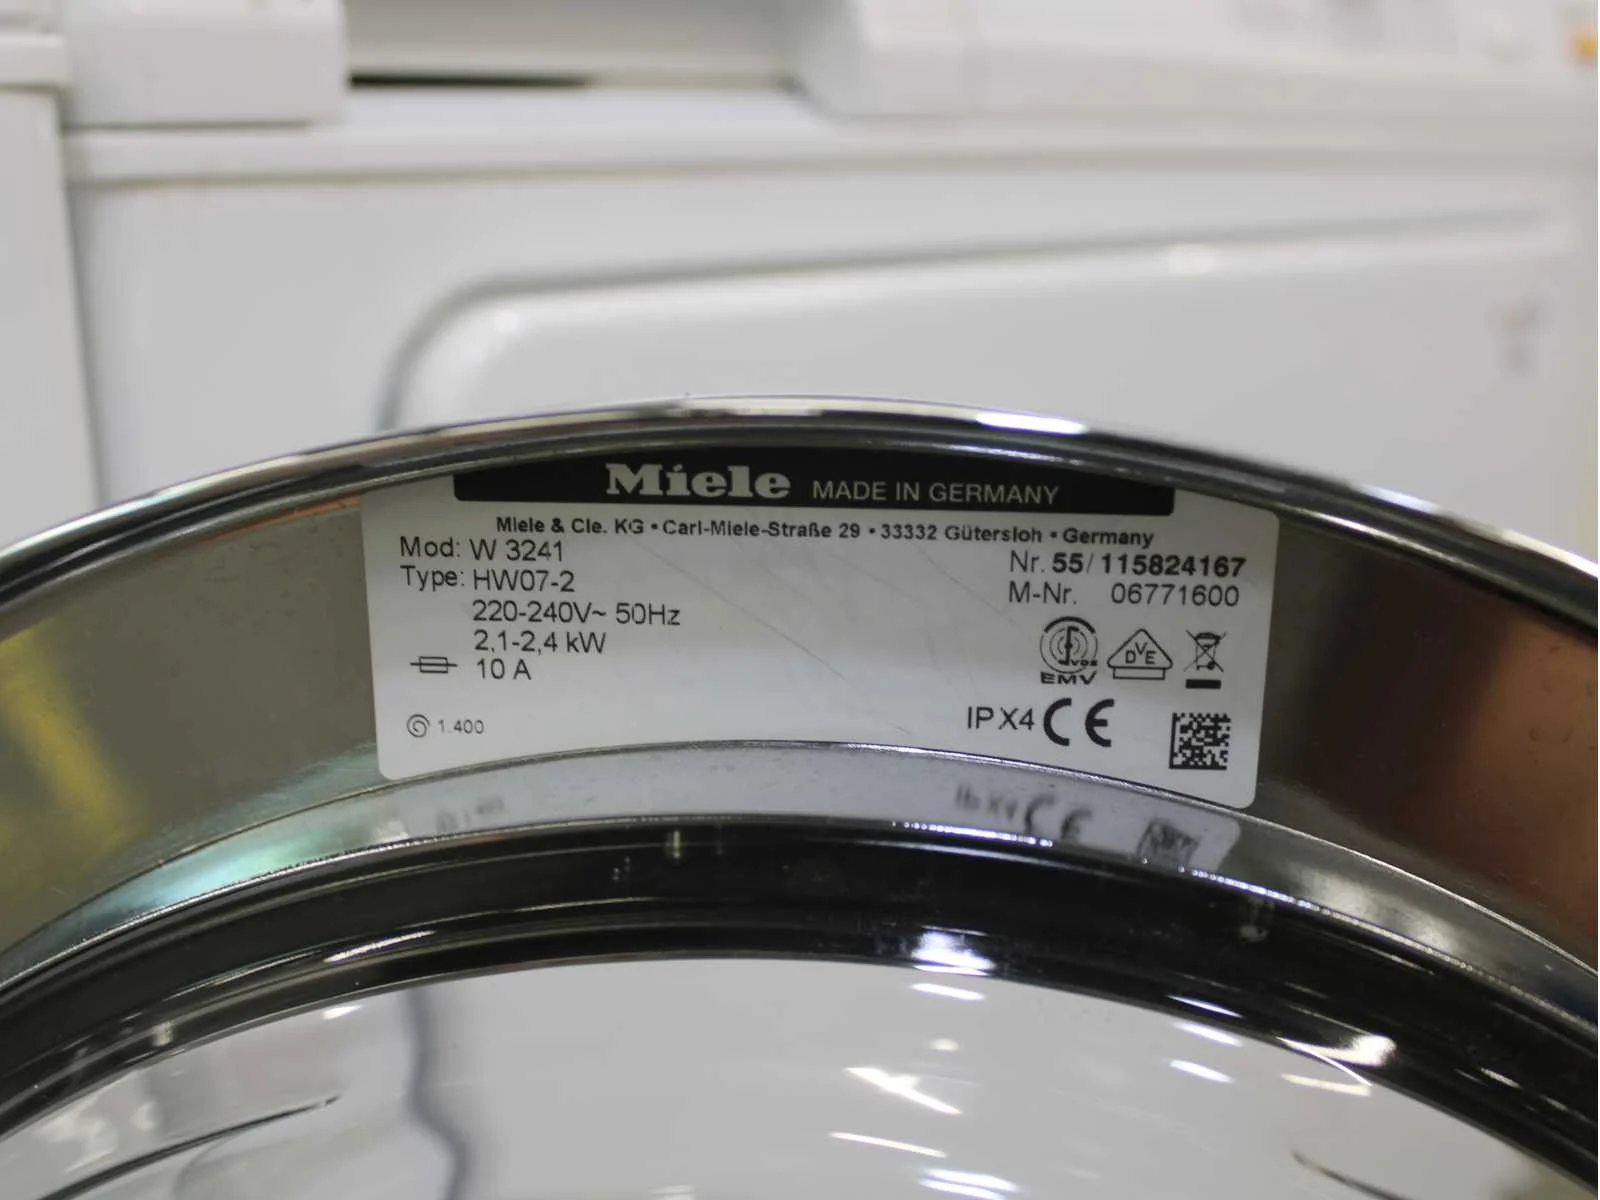 Miele MADE IN GERMANY
Miele & Cie. KG • Carl-Miele-Straße 29 • 33332 Gütersloh • Germany
Mod: W 3241
Nr. 55/115824167
Type: HW07-2
M-Nr. 06771600
220-240V~ 50Hz
2,1-2,4 kW
10 A
VDE
EMV
DVE
1.400
IPX4 CE